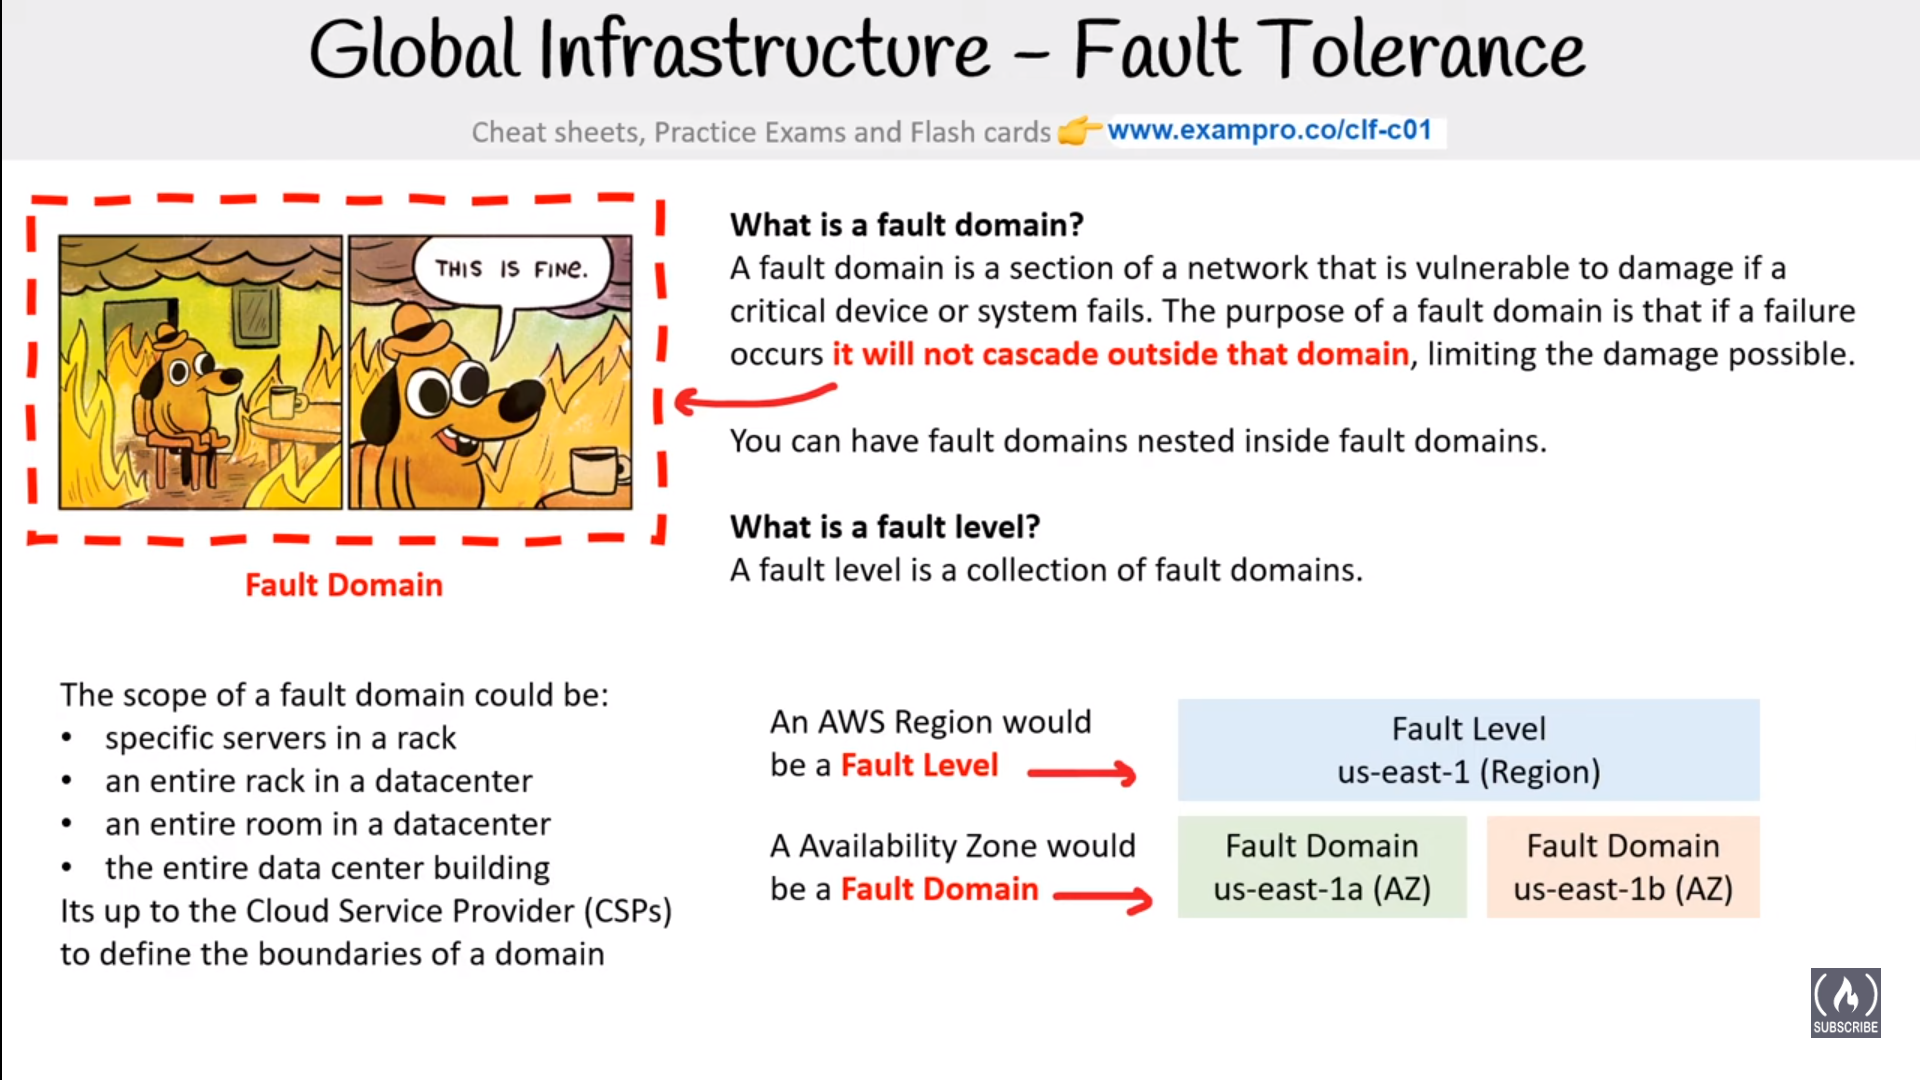 Global Infrastructure – Fault Tolerance
Cheat sheets, Practice Exams and Flash cards 👉 www.exampro.co/clf-c01
THIS IS FINE.
Fault Domain
What is a fault domain?
A fault domain is a section of a network that is vulnerable to damage if a
critical device or system fails. The purpose of a fault domain is that if a failure
occurs it will not cascade outside that domain, limiting the damage possible.
You can have fault domains nested inside fault domains.
What is a fault level?
A fault level is a collection of fault domains.
The scope of a fault domain could be:
• specific servers in a rack
• an entire rack in a datacenter
• an entire room in a datacenter
• the entire data center building
Its up to the Cloud Service Provider (CSPs)
to define the boundaries of a domain
An AWS Region would
be a Fault Level
Fault Level
us-east-1 (Region)
A Availability Zone would
be a Fault Domain
Fault Domain
us-east-1a (AZ)
Fault Domain
us-east-1b (AZ)
SUBSCRIBE